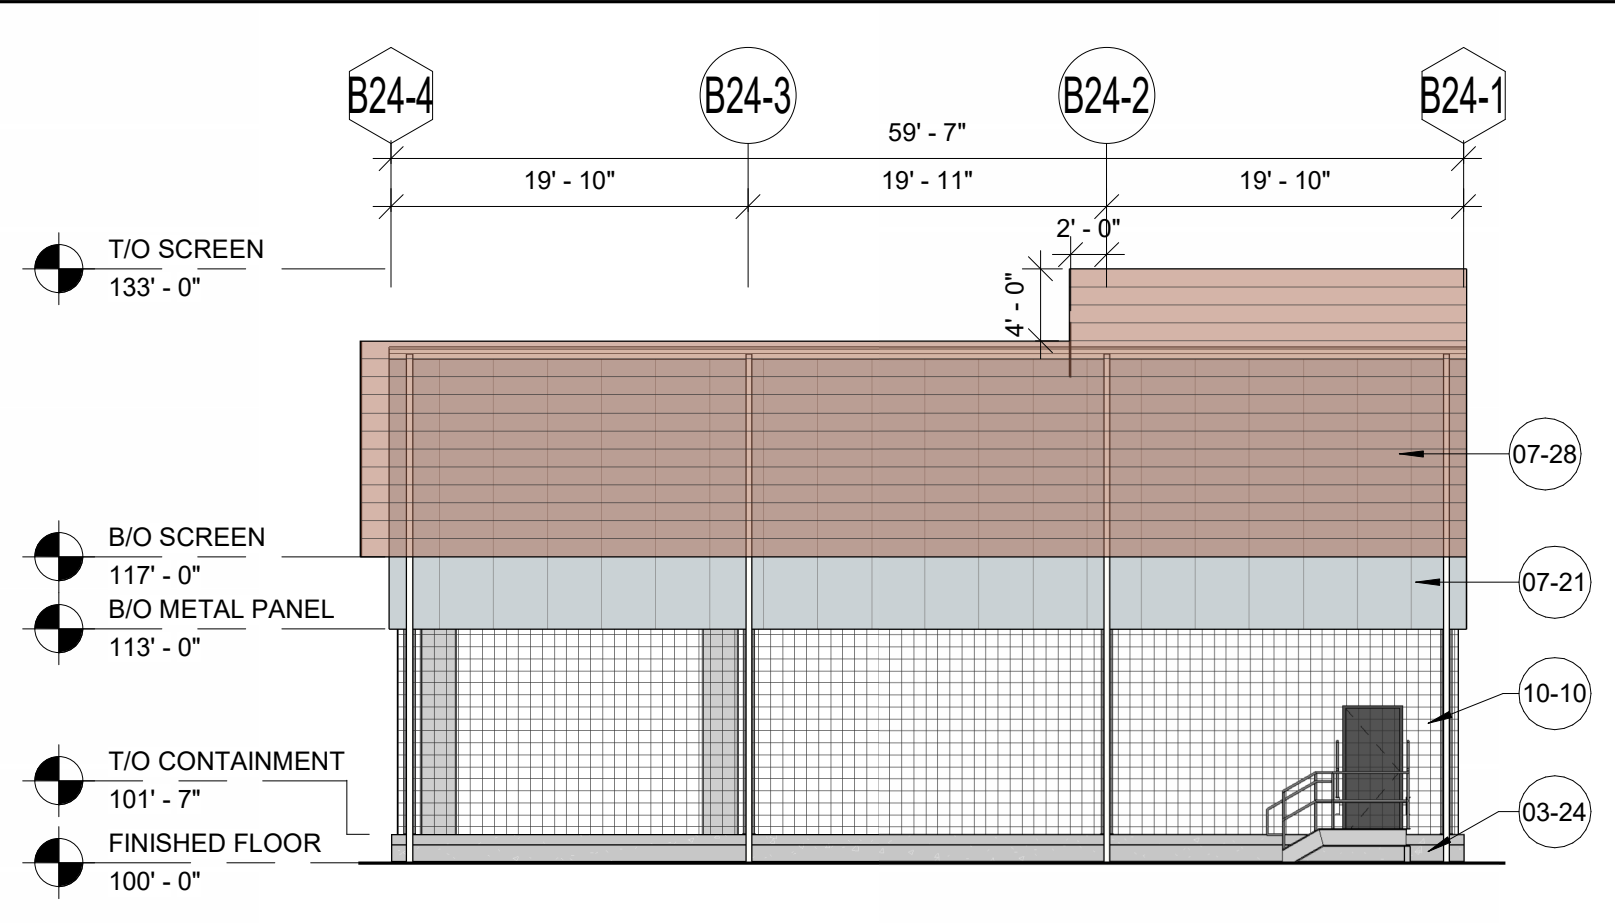 B24-4
B24-3
B24-2
B24-1
59' - 7"
19' - 10"
19' - 11"
19' - 10"
2' - 0"
4' - 0"
T/O SCREEN
133' - 0"
07-28
B/O SCREEN
117' - 0"
07-21
B/O METAL PANEL
113' - 0"
10-10
T/O CONTAINMENT
101' - 7"
03-24
FINISHED FLOOR
100' - 0"